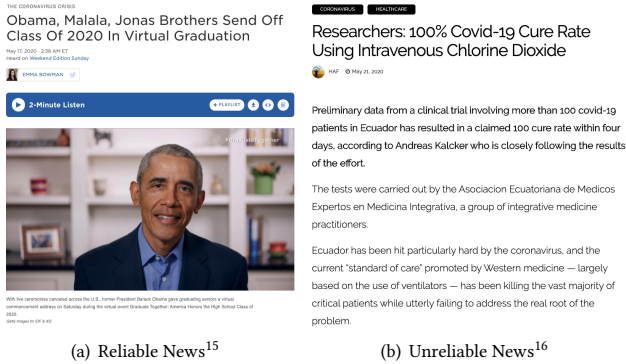 THE CORONAVIRUS CRISIS
Obama, Malala, Jonas Brothers Send Off
Class Of 2020 In Virtual Graduation
May 17, 2020 · 2:38 AM ET
Heard on Weekend Edition Sunday
EMMA BOWMAN
2-Minute Listen
+ PLAYLIST
With live ceremonies canceled across the U.S., former President Barack Obama gave graduating seniors a virtual
commencement address on Saturday during the virtual event Graduate Together: America Honors the High School Class of
2020.
(a) Reliable News15
CORONAVIRUS
HEALTHCARE
Researchers: 100% Covid-19 Cure Rate
Using Intravenous Chlorine Dioxide
HAF
May 21, 2020
Preliminary data from a clinical trial involving more than 100 covid-19
patients in Ecuador has resulted in a claimed 100 cure rate within four
days, according to Andreas Kalcker who is closely following the results
of the effort.
The tests were carried out by the Asociacion Ecuatoriana de Medicos
Expertos en Medicina Integrativa, a group of integrative medicine
practitioners.
Ecuador has been hit particularly hard by the coronavirus, and the
current “standard of care” promoted by Western medicine — largely
based on the use of ventilators — has been killing the vast majority of
critical patients while utterly failing to address the real root of the
problem.
(b) Unreliable News16